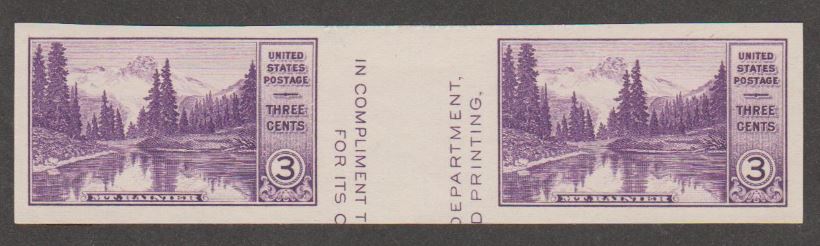 UNITED
STATES
POSTAGE
THREE
CENTS
3
MT. RAINIER
IN COMPLIMENT T
FOR ITS C
DEPARTMENT,
D PRINTING,
UNITED
STATES
POSTAGE
THREE
CENTS
3
MT. RAINIER